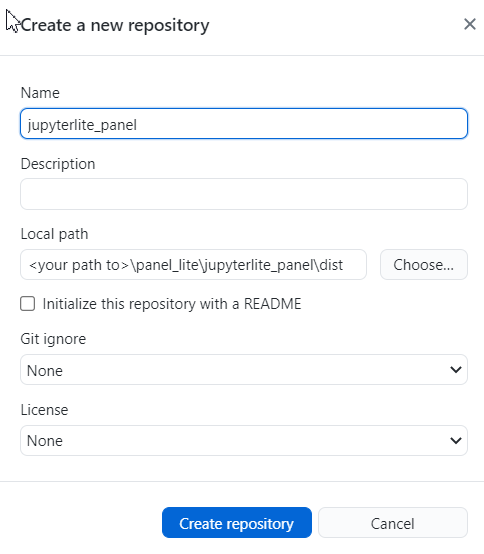 Create a new repository
Name
jupyterlite_panel
Description
Local path
<your path to>\panel_lite\jupyterlite_panel\dist
Choose...
Initialize this repository with a README
Git ignore
None
License
None
Create repository
Cancel